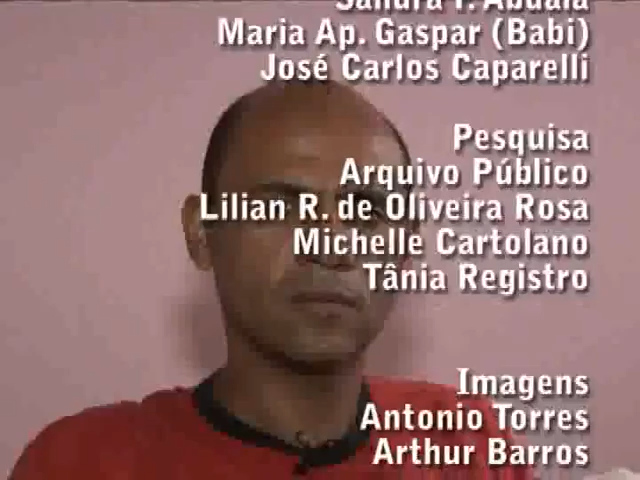 Maria Ap. Gaspar (Babi)
José Carlos Caparelli
Pesquisa
Arquivo Público
Lilian R. de Oliveira Rosa
Michelle Cartolano
Tânia Registro
Imagens
Antonio Torres
Arthur Barros